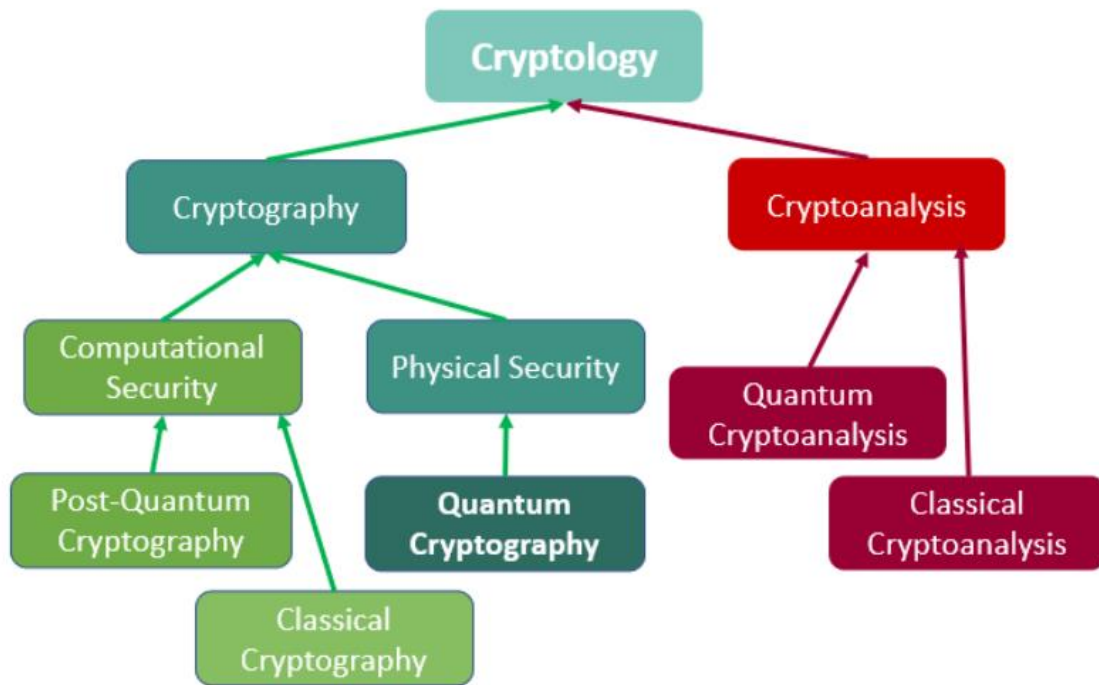 Cryptology
Cryptography
Cryptoanalysis
Computational
Security
Physical Security
Quantum
Cryptoanalysis
Post-Quantum
Cryptography
Quantum
Cryptography
Classical
Cryptoanalysis
Classical
Cryptography